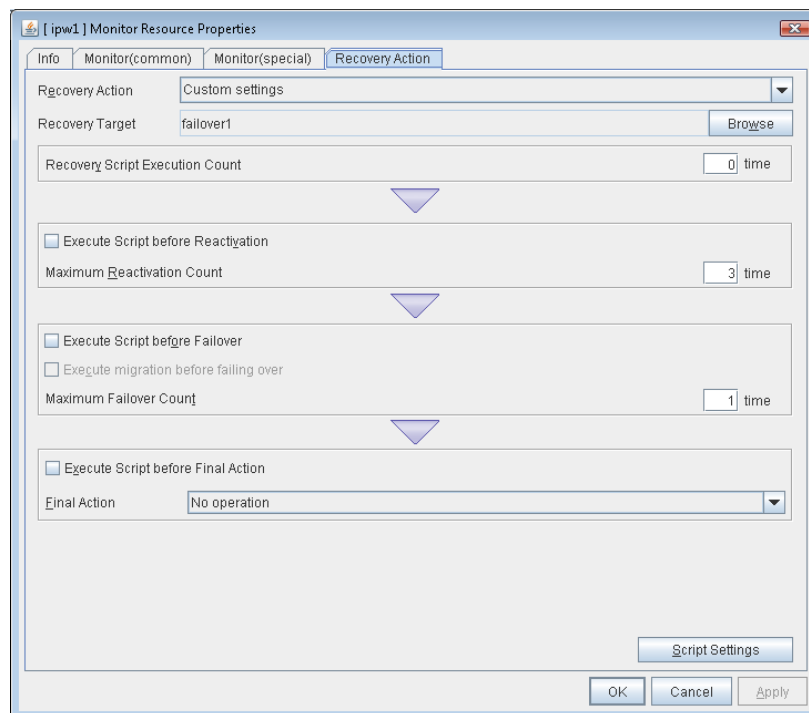 [ ipw1 ] Monitor Resource Properties
Info Monitor(common) Monitor(special) Recovery Action
Recovery Action Custom settings
Recovery Target failover1 Browse
Recovery Script Execution Count 0 time
Execute Script before Reactivation
Maximum Reactivation Count 3 time
Execute Script before Failover
Execute migration before failing over
Maximum Failover Count 1 time
Execute Script before Final Action
Final Action No operation
Script Settings
OK Cancel Apply